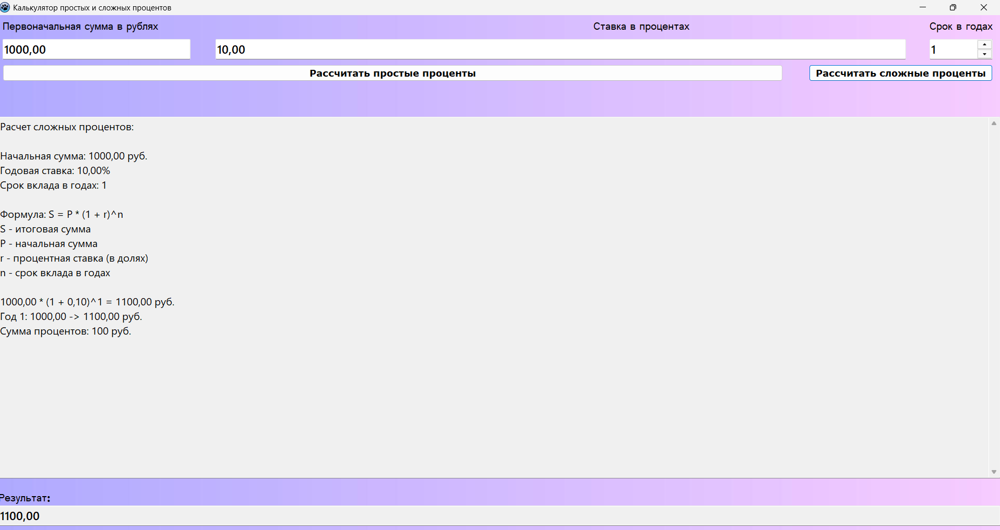 Калькулятор простых и сложных процентов
Первоначальная сумма в рублях Ставка в процентах Срок в годах
1000,00 10,00 1
Рассчитать простые проценты Рассчитать сложные проценты
Расчет сложных процентов:
Начальная сумма: 1000,00 руб.
Годовая ставка: 10,00%
Срок вклада в годах: 1
Формула: S = P * (1 + r)^n
S - итоговая сумма
P - начальная сумма
r - процентная ставка (в долях)
n - срок вклада в годах
1000,00 * (1 + 0,10)^1 = 1100,00 руб.
Год 1: 1000,00 -> 1100,00 руб.
Сумма процентов: 100 руб.
Результат:
1100,00